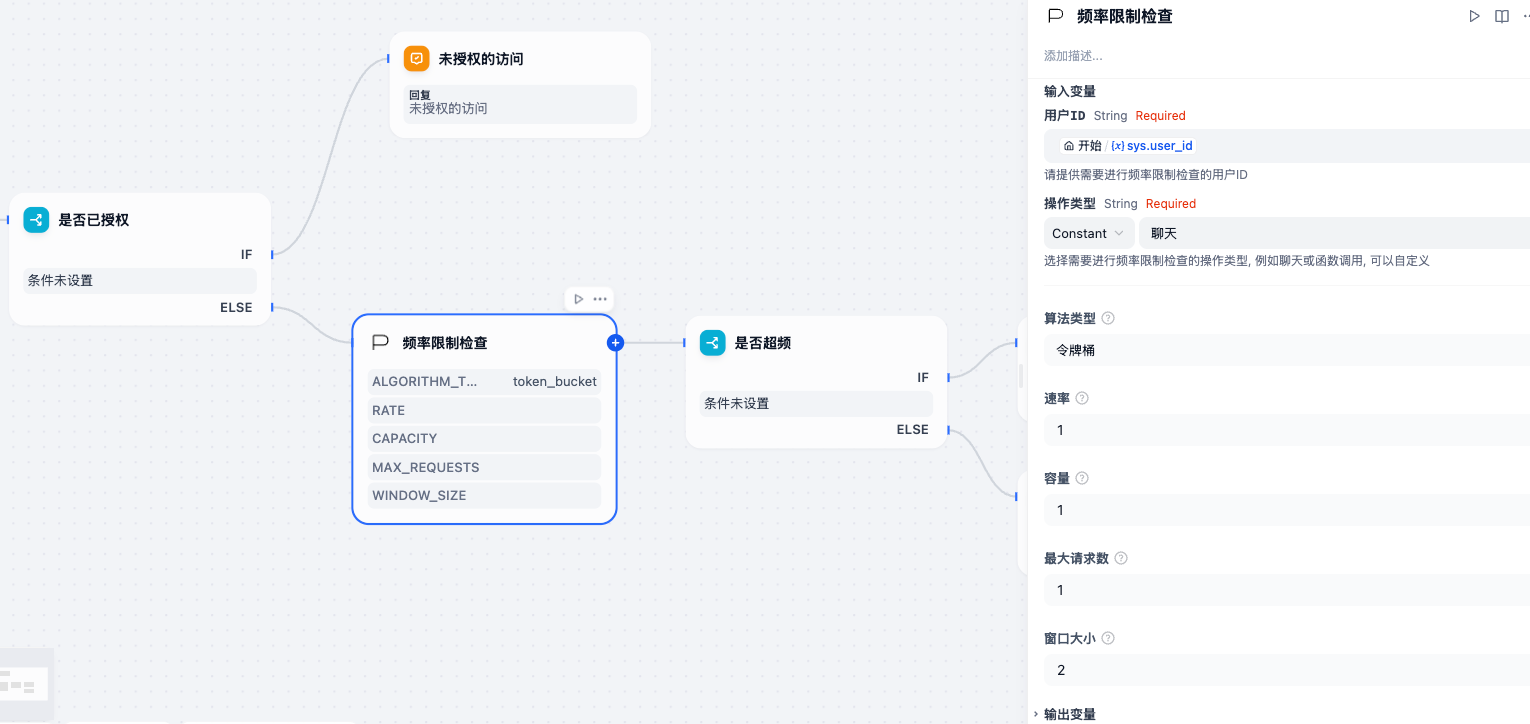 未授权的访问
回复
未授权的访问
是否已授权
IF
条件未设置
ELSE
频率限制检查
ALGORITHM_T... token_bucket
RATE
CAPACITY
MAX_REQUESTS
WINDOW_SIZE
是否超频
IF
条件未设置
ELSE
频率限制检查
添加描述...
输入变量
用户ID String Required
开始 / {x} sys.user_id
请提供需要进行频率限制检查的用户ID
操作类型 String Required
Constant 聊天
选择需要进行频率限制检查的操作类型, 例如聊天或函数调用, 可以自定义
算法类型
令牌桶
速率
1
容量
1
最大请求数
1
窗口大小
2
输出变量